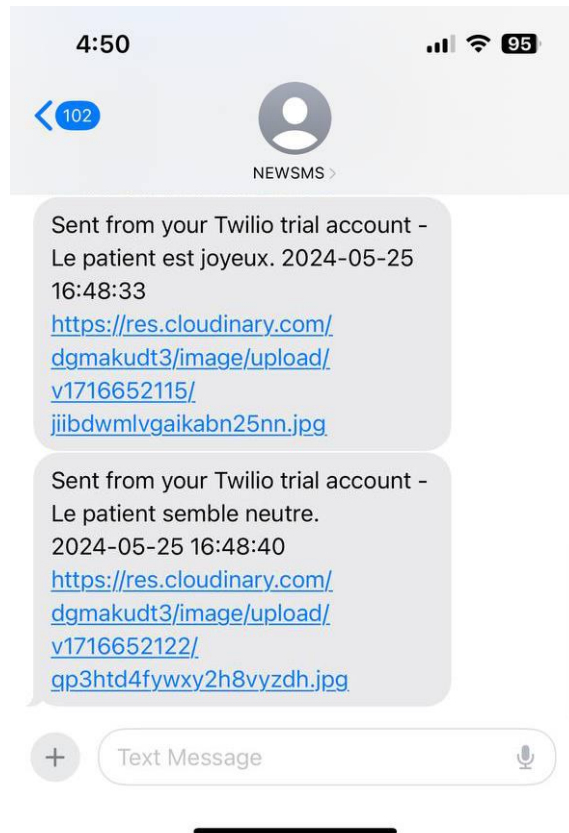 4:50
95
102
NEWSMS
Sent from your Twilio trial account -
Le patient est joyeux. 2024-05-25
16:48:33
https://res.cloudinary.com/
dgmakudt3/image/upload/
v1716652115/
jiibdwmlvgaikabn25nn.jpg
Sent from your Twilio trial account -
Le patient semble neutre.
2024-05-25 16:48:40
https://res.cloudinary.com/
dgmakudt3/image/upload/
v1716652122/
qp3htd4fywxy2h8vyzdh.jpg
Text Message